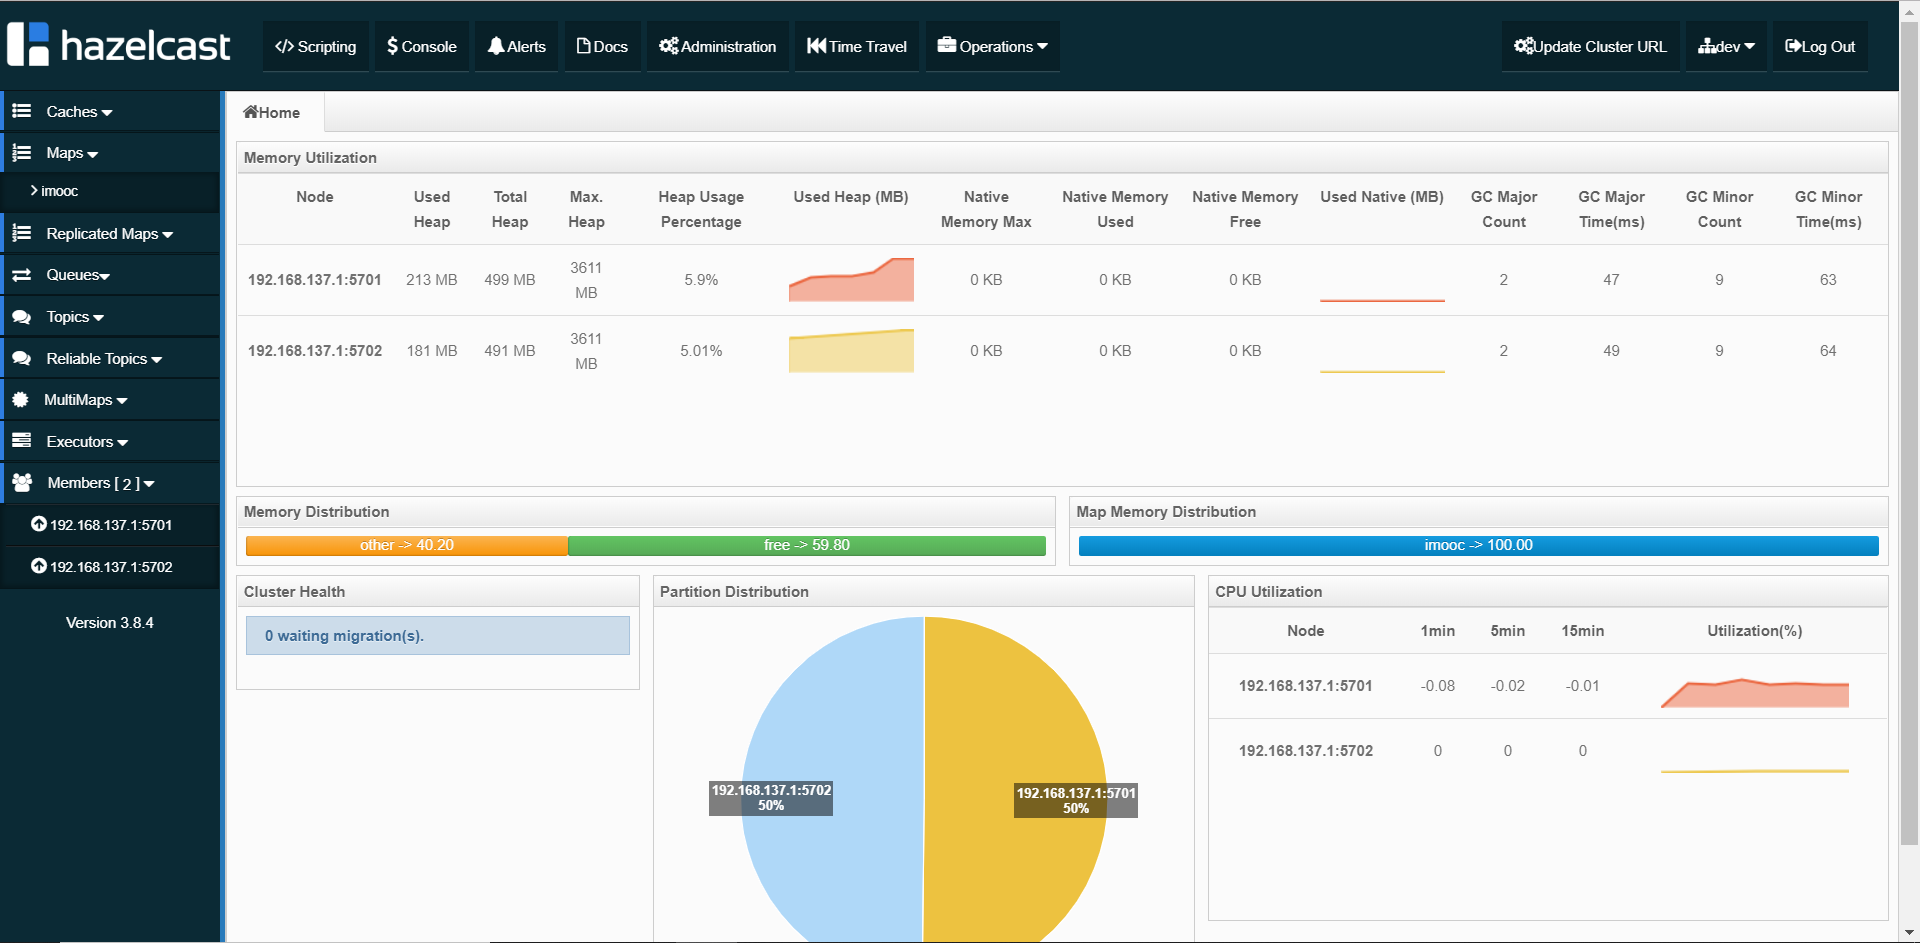 hazelcast
Scripting
Console
Alerts
Docs
Administration
Time Travel
Operations
Update Cluster URL
dev
Log Out
Caches
Maps
imooc
Replicated Maps
Queues
Topics
Reliable Topics
MultiMaps
Executors
Members [ 2 ]
192.168.137.1:5701
192.168.137.1:5702
Version 3.8.4
Home
Memory Utilization
Node Used Heap Total Heap Max. Heap Heap Usage Percentage Used Heap (MB) Native Memory Max Native Memory Used Native Memory Free Used Native (MB) GC Major Count GC Major Time(ms) GC Minor Count GC Minor Time(ms)
192.168.137.1:5701 213 MB 499 MB 3611 MB 5.9% 0 KB 0 KB 0 KB 2 47 9 63
192.168.137.1:5702 181 MB 491 MB 3611 MB 5.01% 0 KB 0 KB 0 KB 2 49 9 64
Memory Distribution
other -> 40.20 free -> 59.80
Map Memory Distribution
imooc -> 100.00
Cluster Health
0 waiting migration(s).
Partition Distribution
192.168.137.1:5702
50%
192.168.137.1:5701
50%
CPU Utilization
Node 1min 5min 15min Utilization(%)
192.168.137.1:5701 -0.08 -0.02 -0.01
192.168.137.1:5702 0 0 0